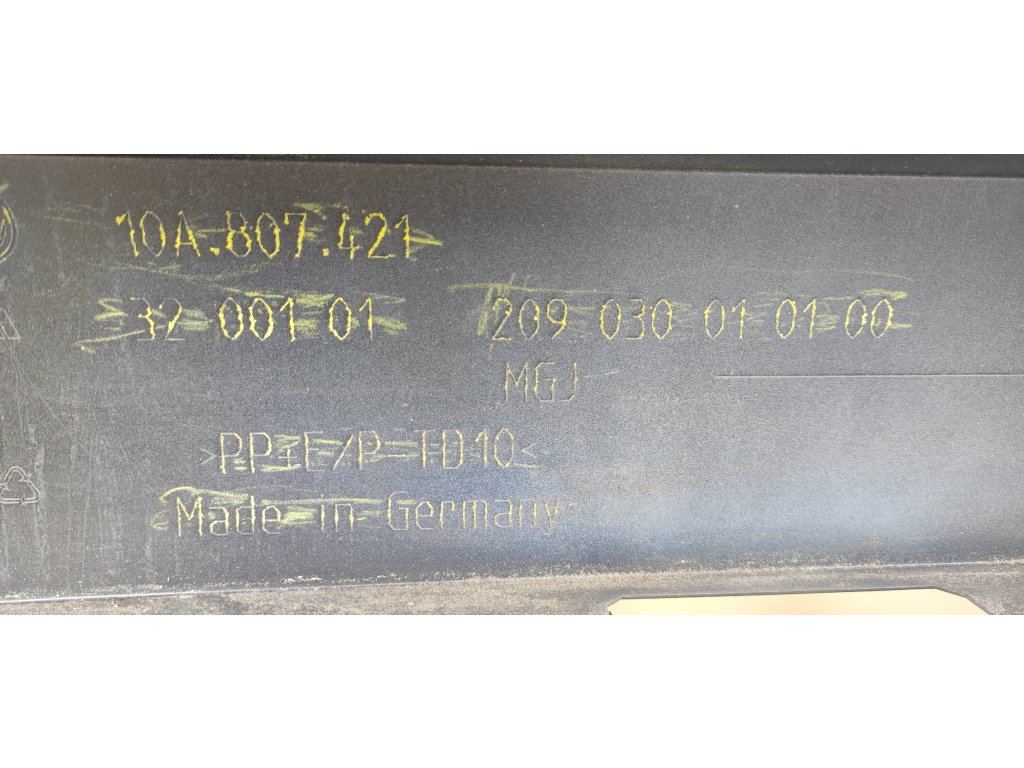 10A.807.421
32 001 01 209 030 01 01 00
MGJ
>PP+E/P-TD10<
Made in Germany